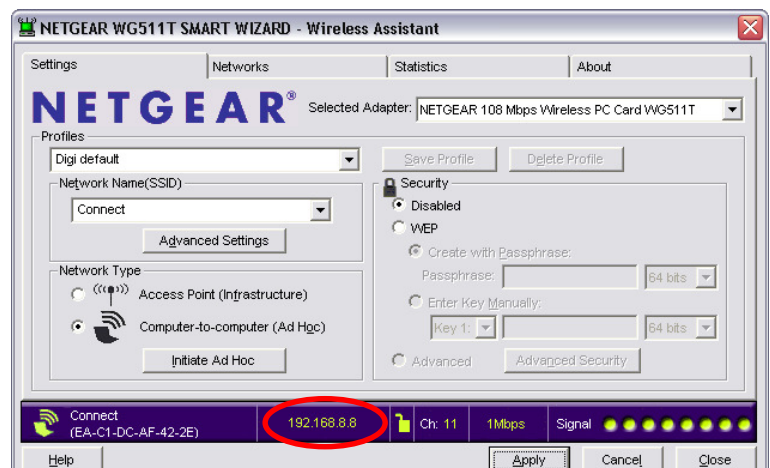 NETGEAR WG511T SMART WIZARD - Wireless Assistant
Settings Networks Statistics About
NETGEAR® Selected Adapter: NETGEAR 108 Mbps Wireless PC Card WG511T
Profiles
Digi default Save Profile Delete Profile
Network Name(SSID) Security
Connect Disabled
WEP
Advanced Settings Create with Passphrase:
Network Type Passphrase: 64 bits
Access Point (Infrastructure) Enter Key Manually:
Computer-to-computer (Ad Hoc) Key 1: 64 bits
Initiate Ad Hoc Advanced Advanced Security
Connect
(EA-C1-DC-AF-42-2E) 192.168.8.8 Ch: 11 1Mbps Signal
Help Apply Cancel Close